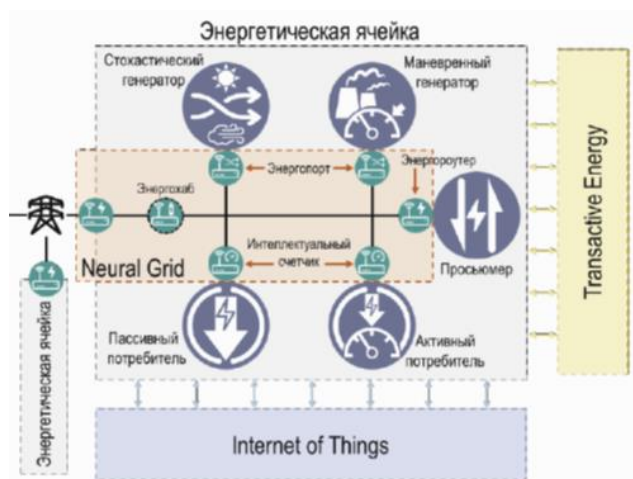 Энергетическая ячейка
Стохастический
генератор
Маневренный
генератор
Энергопорт
Энергороутер
Энергохаб
Интеллектуальный
счетчик
Neural Grid
Просьюмер
Пассивный
потребитель
Активный
потребитель
Энергетическая ячейка
Transactive Energy
Internet of Things